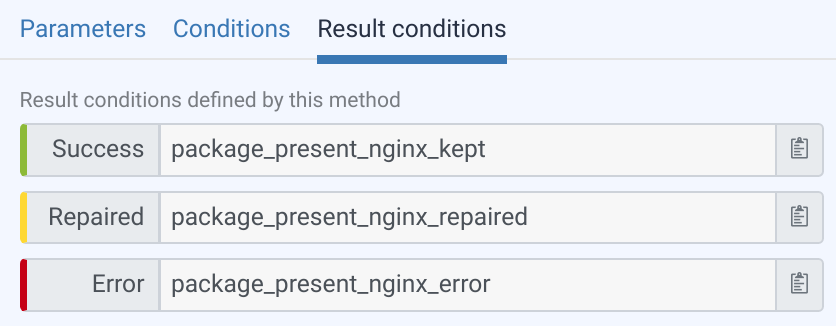 Parameters Conditions Result conditions
Result conditions defined by this method
Success package_present_nginx_kept
Repaired package_present_nginx_repaired
Error package_present_nginx_error